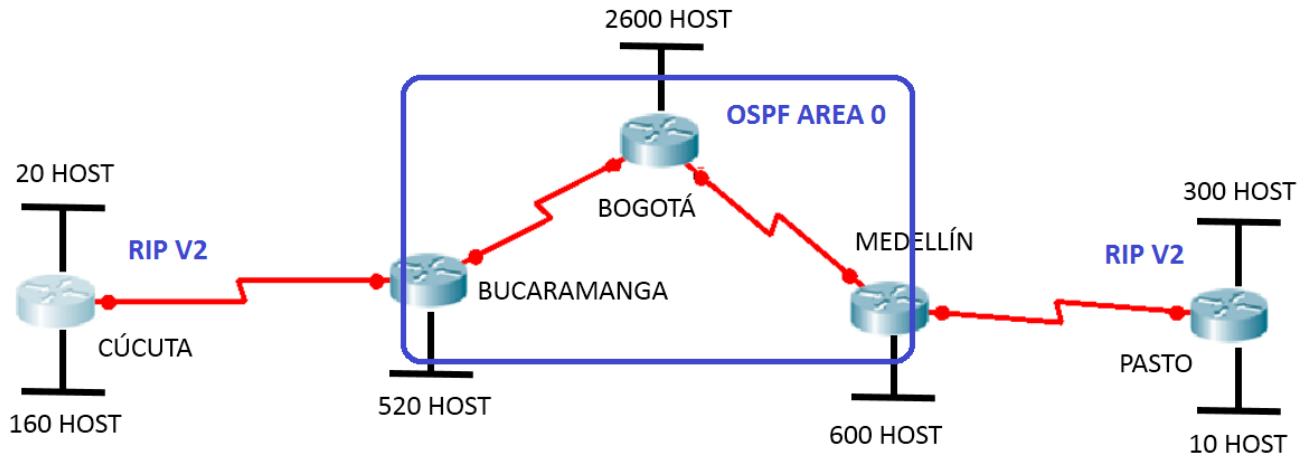 2600 HOST
OSPF AREA 0
BOGOTÁ
20 HOST
RIP V2
CÚCUTA
160 HOST
BUCARAMANGA
520 HOST
MEDELLÍN
600 HOST
300 HOST
RIP V2
PASTO
10 HOST